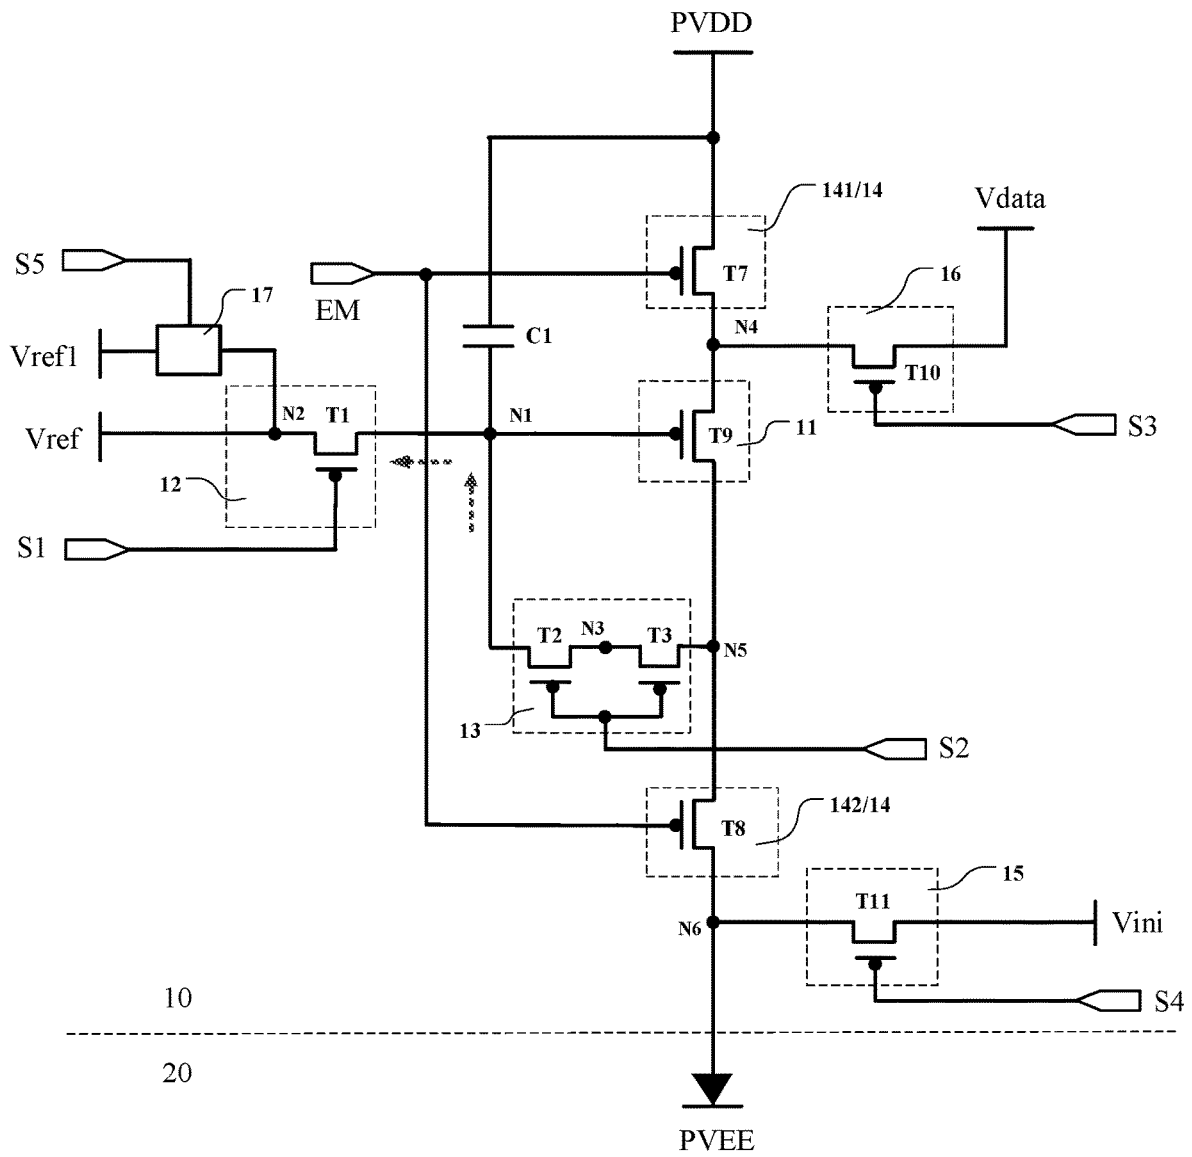 PVDD
141/14
Vdata
S5
17
EM
T7
16
N4
Vref1
C1
T10
N2
T1
N1
Vref
T9
11
S3
12
S1
T2
N3
T3
N5
13
S2
142/14
T8
15
T11
N6
Vini
10
S4
20
PVEE